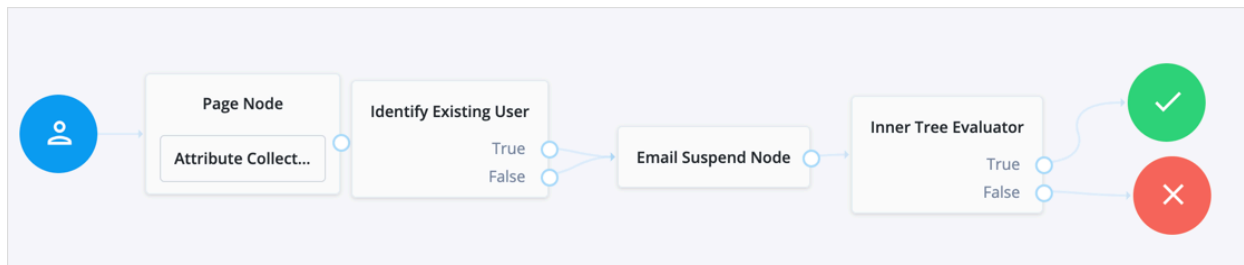 Page Node
Attribute Collect...
Identify Existing User
True
False
Email Suspend Node
Inner Tree Evaluator
True
False